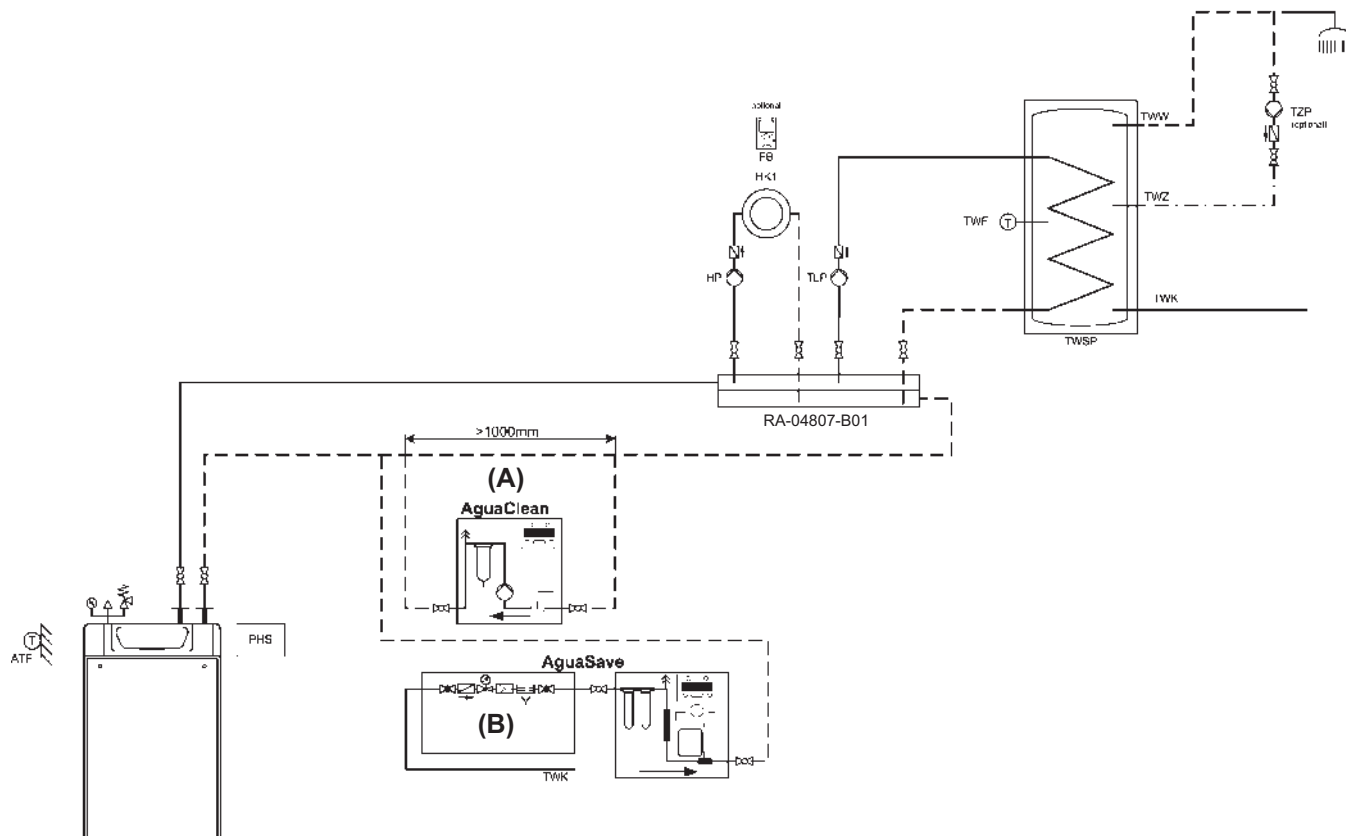 TWW
TZP
(optional)
optional
HK1
TWZ
TWF
T
HP
TLP
TWK
TWSP
RA-04807-B01
>1000mm
(A)
AguaClean
PHS
T
ATF
AguaSave
(B)
TWK